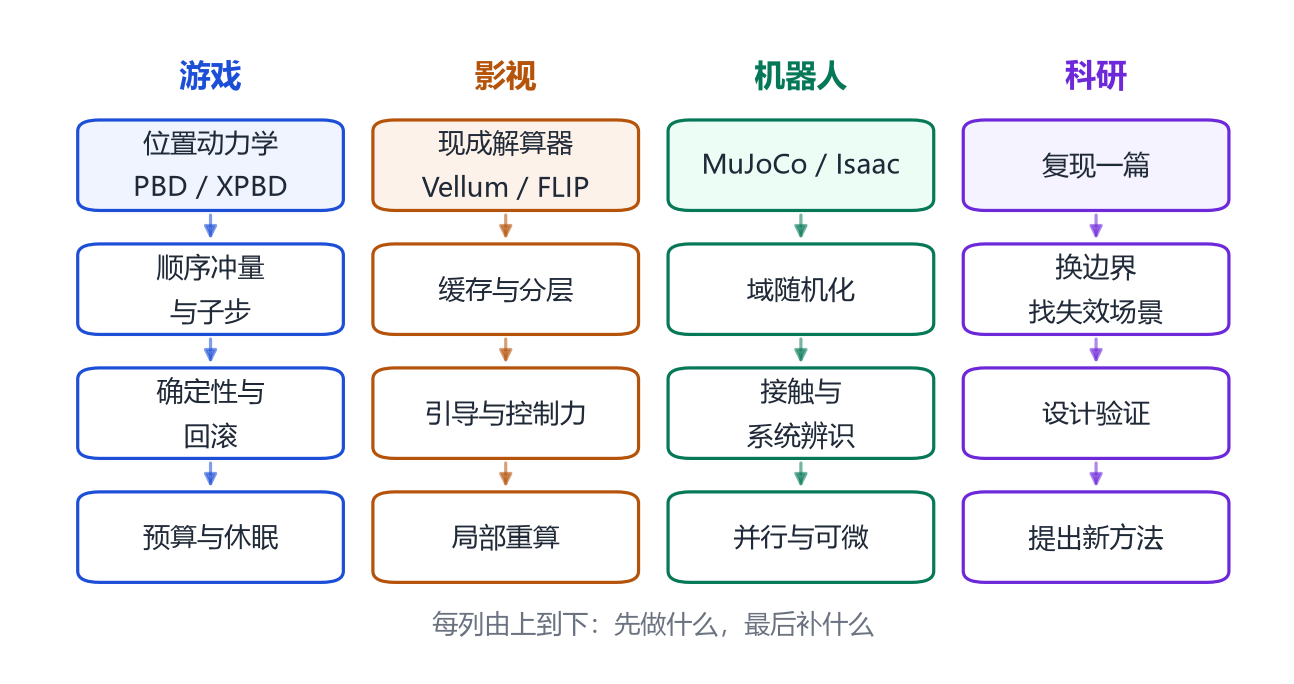 游戏
位置动力学
PBD / XPBD
顺序冲量
与子步
确定性与
回滚
预算与休眠
影视
现成解算器
Vellum / FLIP
缓存与分层
引导与控制力
局部重算
机器人
MuJoCo / Isaac
域随机化
接触与
系统辨识
并行与可微
科研
复现一篇
换边界
找失效场景
设计验证
提出新方法
每列由上到下：先做什么，最后补什么